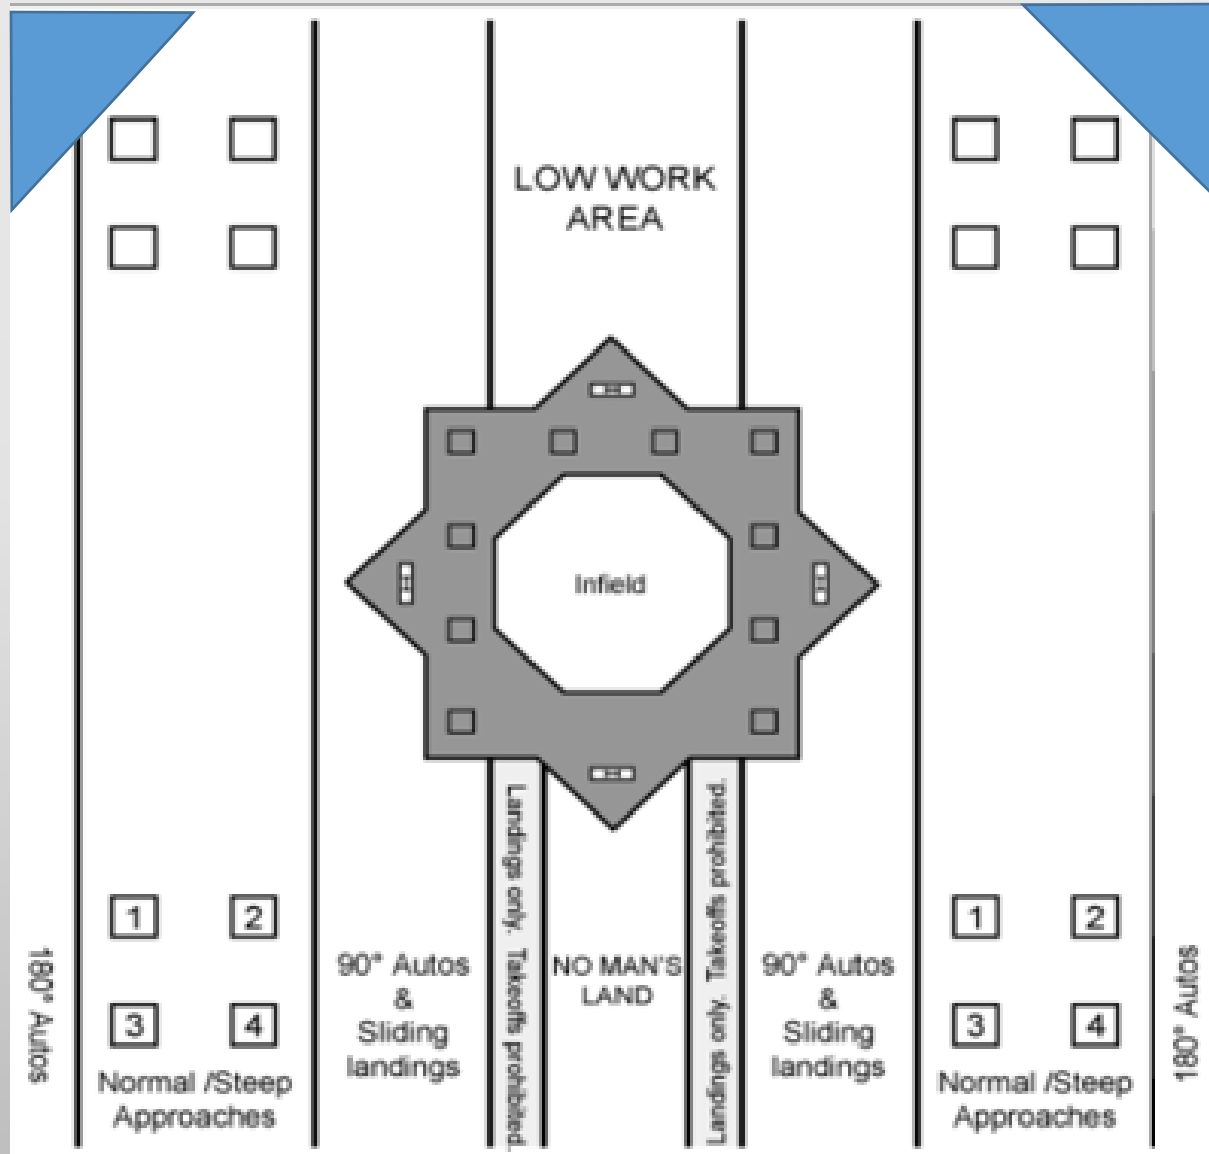 LOW WORK
AREA
Infield
1 2
3 4
Normal /Steep
Approaches
180° Autos
90° Autos
&
Sliding
landings
Landings only. Takeoffs prohibited.
NO MAN'S
LAND
Landings only. Takeoffs prohibited.
90° Autos
&
Sliding
landings
1 2
3 4
Normal /Steep
Approaches
180° Autos